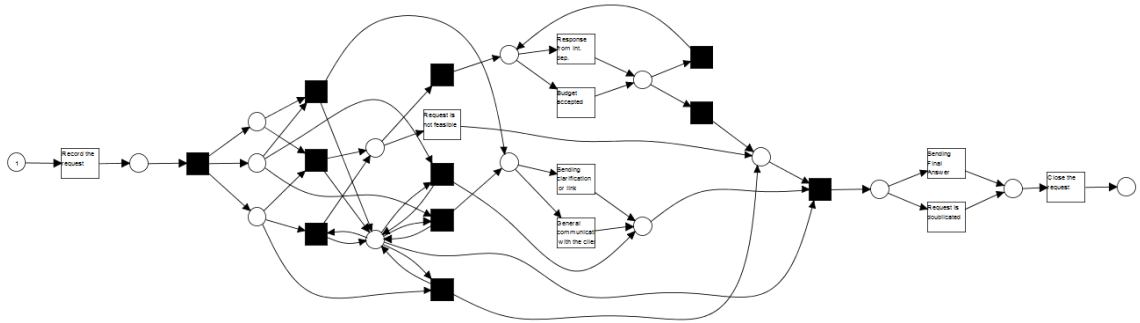 Response
from Int.
Dep.
Budget
accepted
Request is
not feasible
1
Record the
request
Sending
clarification
or link
General
communicat
with the clie
Sending
Final
Answer
Request is
doublicated
Close the
request